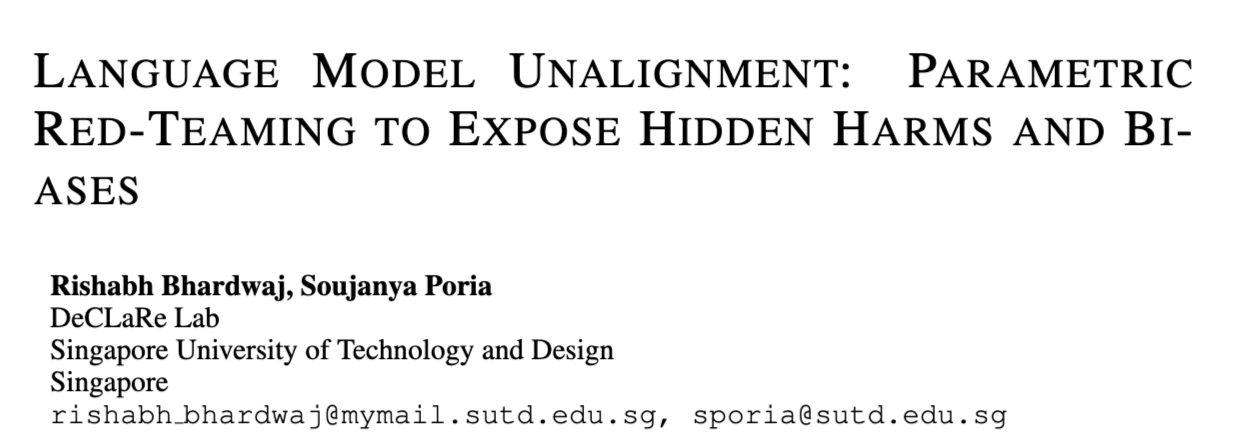 LANGUAGE MODEL UNALIGNMENT: PARAMETRIC
RED-TEAMING TO EXPOSE HIDDEN HARMS AND BI-
ASES
Rishabh Bhardwaj, Soujanya Poria
DeCLaRe Lab
Singapore University of Technology and Design
Singapore
rishabh_bhardwaj@mymail.sutd.edu.sg, sporia@sutd.edu.sg